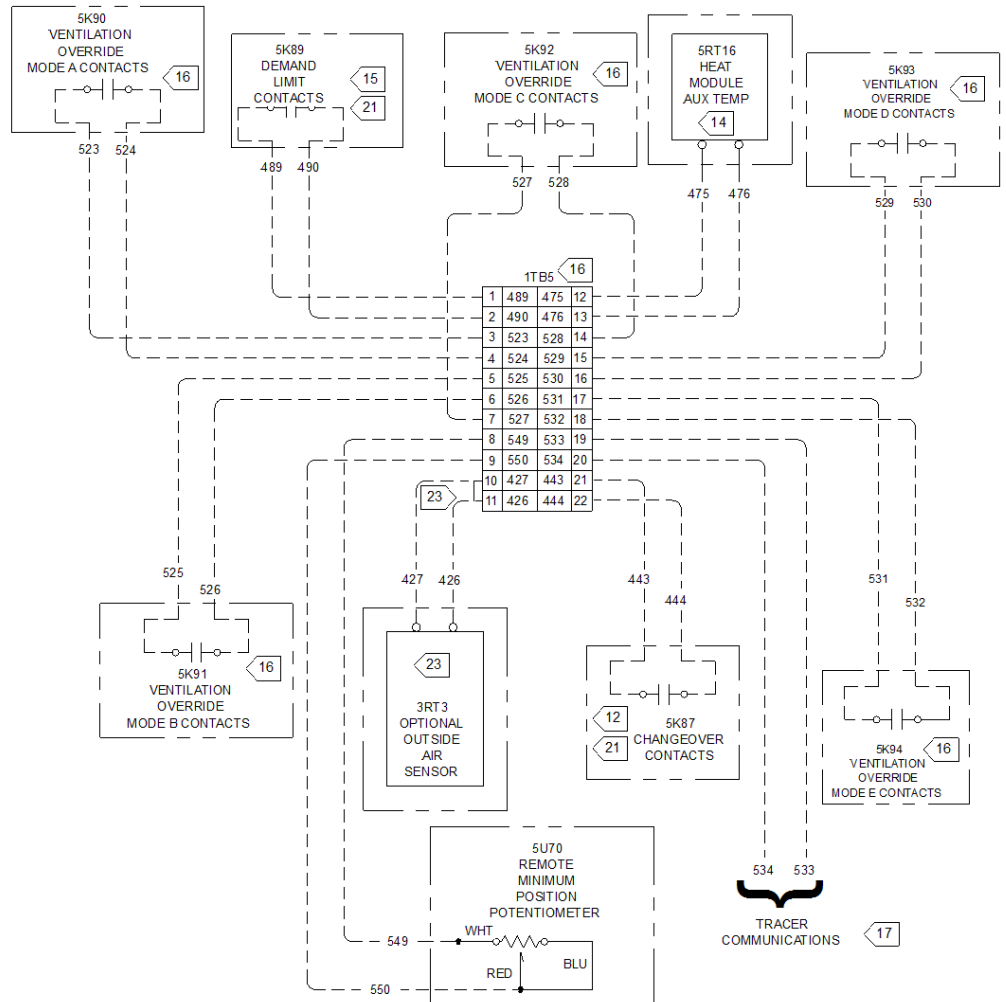 5K90
VENTILATION
OVERRIDE
MODE A CONTACTS
16
523
524
5K89
DEMAND
LIMIT
CONTACTS
15
21
489
490
5K92
VENTILATION
OVERRIDE
MODE C CONTACTS
16
527
528
5RT16
HEAT
MODULE
AUX TEMP
14
475
476
5K93
VENTILATION
OVERRIDE
MODE D CONTACTS
16
529
530
1TB5
16
1 489 475 12
2 490 476 13
3 523 528 14
4 524 529 15
5 525 530 16
6 526 531 17
7 527 532 18
8 549 533 19
9 550 534 20
10 427 443 21
11 426 444 22
23
525
526
5K91
VENTILATION
OVERRIDE
MODE B CONTACTS
16
427
426
23
3RT3
OPTIONAL
OUTSIDE
AIR
SENSOR
443
444
12
21
5K87
CHANGEOVER
CONTACTS
531
532
5K94
VENTILATION
OVERRIDE
MODE E CONTACTS
16
5U70
REMOTE
MINIMUM
POSITION
POTENTIOMETER
WHT
RED
BLU
549
550
534
533
TRACER
COMMUNICATIONS
17